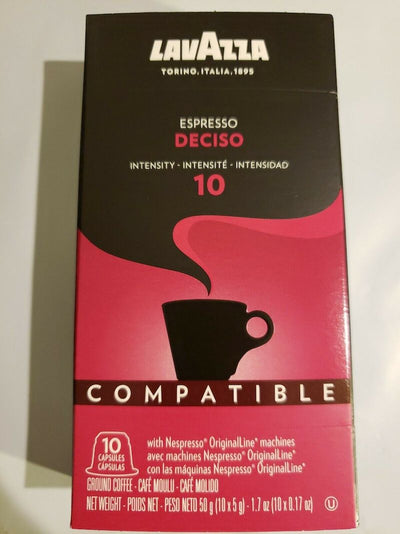 LAVAZZA
TORINO, ITALIA, 1895
ESPRESSO
DECISO
INTENSITY - INTENSITÉ - INTENSIDAD
10
COMPATIBLE
10
CAPSULES
CÁPSULAS
with Nespresso® OriginalLine® machines
avec machines Nespresso® OriginalLine®
con las máquinas Nespresso® OriginalLine®
GROUND COFFEE - CAFÉ MOULU - CAFÉ MOLIDO
NET WEIGHT - POIDS NET - PESO NETO 50 g (10 x 5 g) - 1.7 oz (10 x 0.17 oz)
U